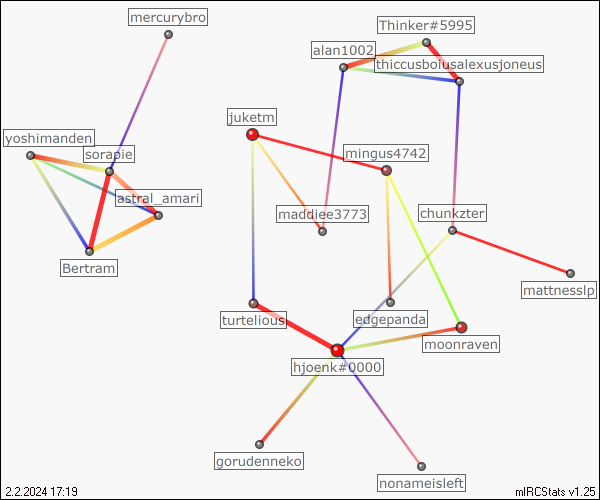 mercurybro
Thinker#5995
alan1002
thiccusboiusalexusjoneus
juketm
yoshimanden
sorapie
mingus4742
astral_amari
maddiee3773
chunkzter
Bertram
mattnesslp
turtelious
edgepanda
moonraven
hjoenk#0000
gorudenneko
nonameisleft
2.2.2024 17:19
mIRCStats v1.25